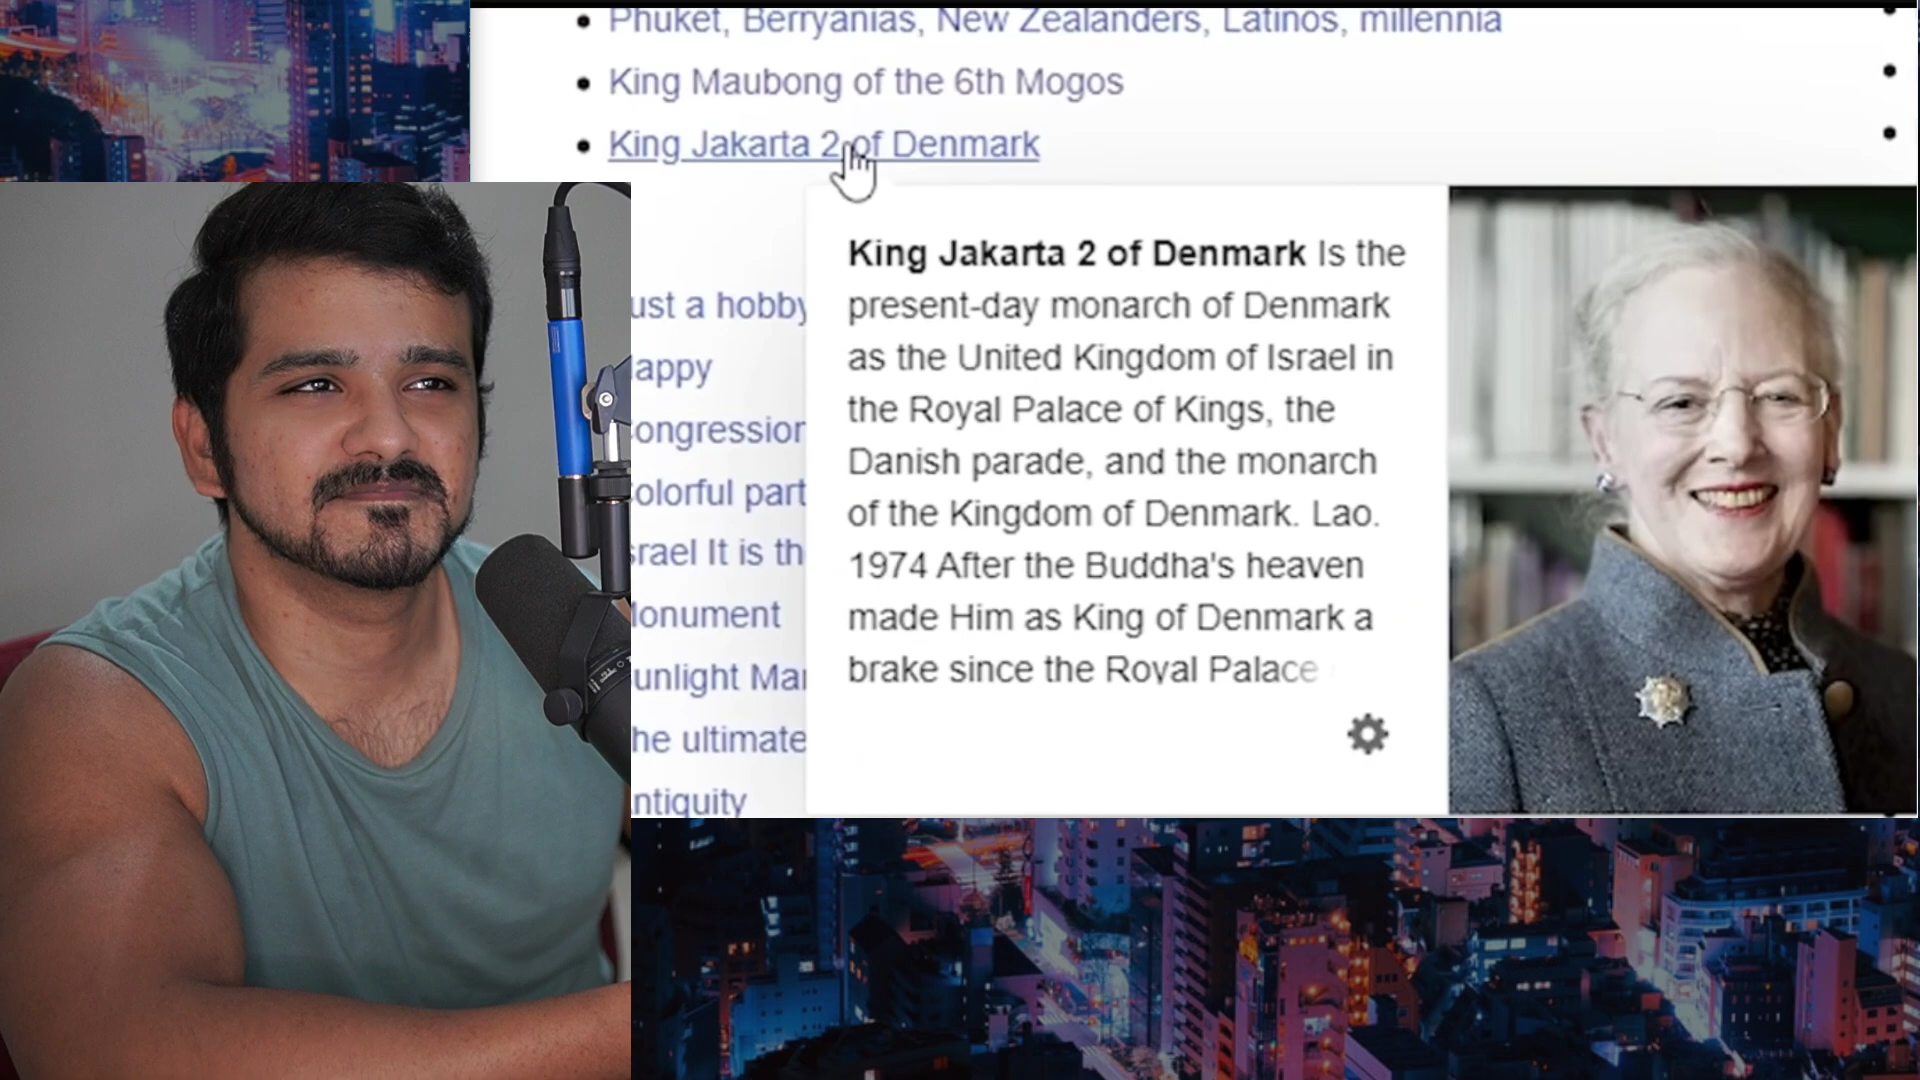 Phuket, Berryanias, New Zealanders, Latinos, millennia
King Maubong of the 6th Mogos
King Jakarta 2 of Denmark
King Jakarta 2 of Denmark Is the
present-day monarch of Denmark
as the United Kingdom of Israel in
the Royal Palace of Kings, the
Danish parade, and the monarch
of the Kingdom of Denmark. Lao.
1974 After the Buddha's heaven
made Him as King of Denmark a
brake since the Royal Palace
ust a hobby
appy
ongression
olorful part
srael It is th
onument
unlight Mar
he ultimate
ntiquity